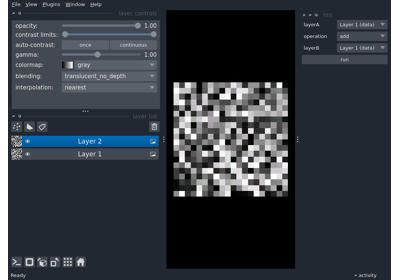 File View Plugins Window Help
layer controls
opacity: 1.00
contrast limits:
auto-contrast: once continuous
gamma: 1.00
colormap: gray
blending: translucent_no_depth
interpolation: nearest
layer list
Layer 2
Layer 1
layerA Layer 1 (data)
operation add
layerB Layer 1 (data)
run
Ready
activity